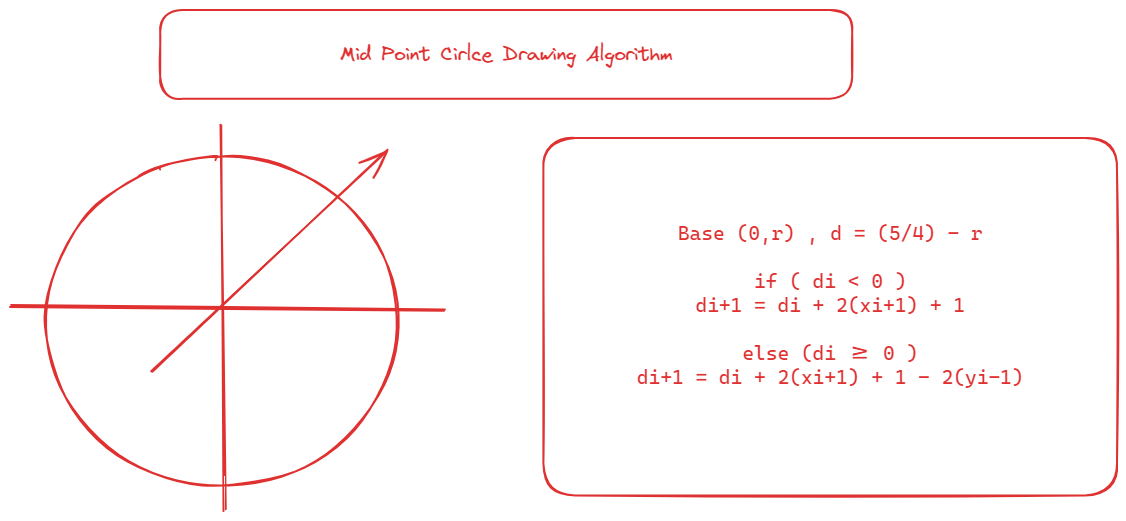 Mid Point Cirlce Drawing Algorithm
Base (0,r) , d = (5/4) - r
if ( di < 0 )
di+1 = di + 2(xi+1) + 1
else (di ≥ 0 )
di+1 = di + 2(xi+1) + 1 - 2(yi-1)